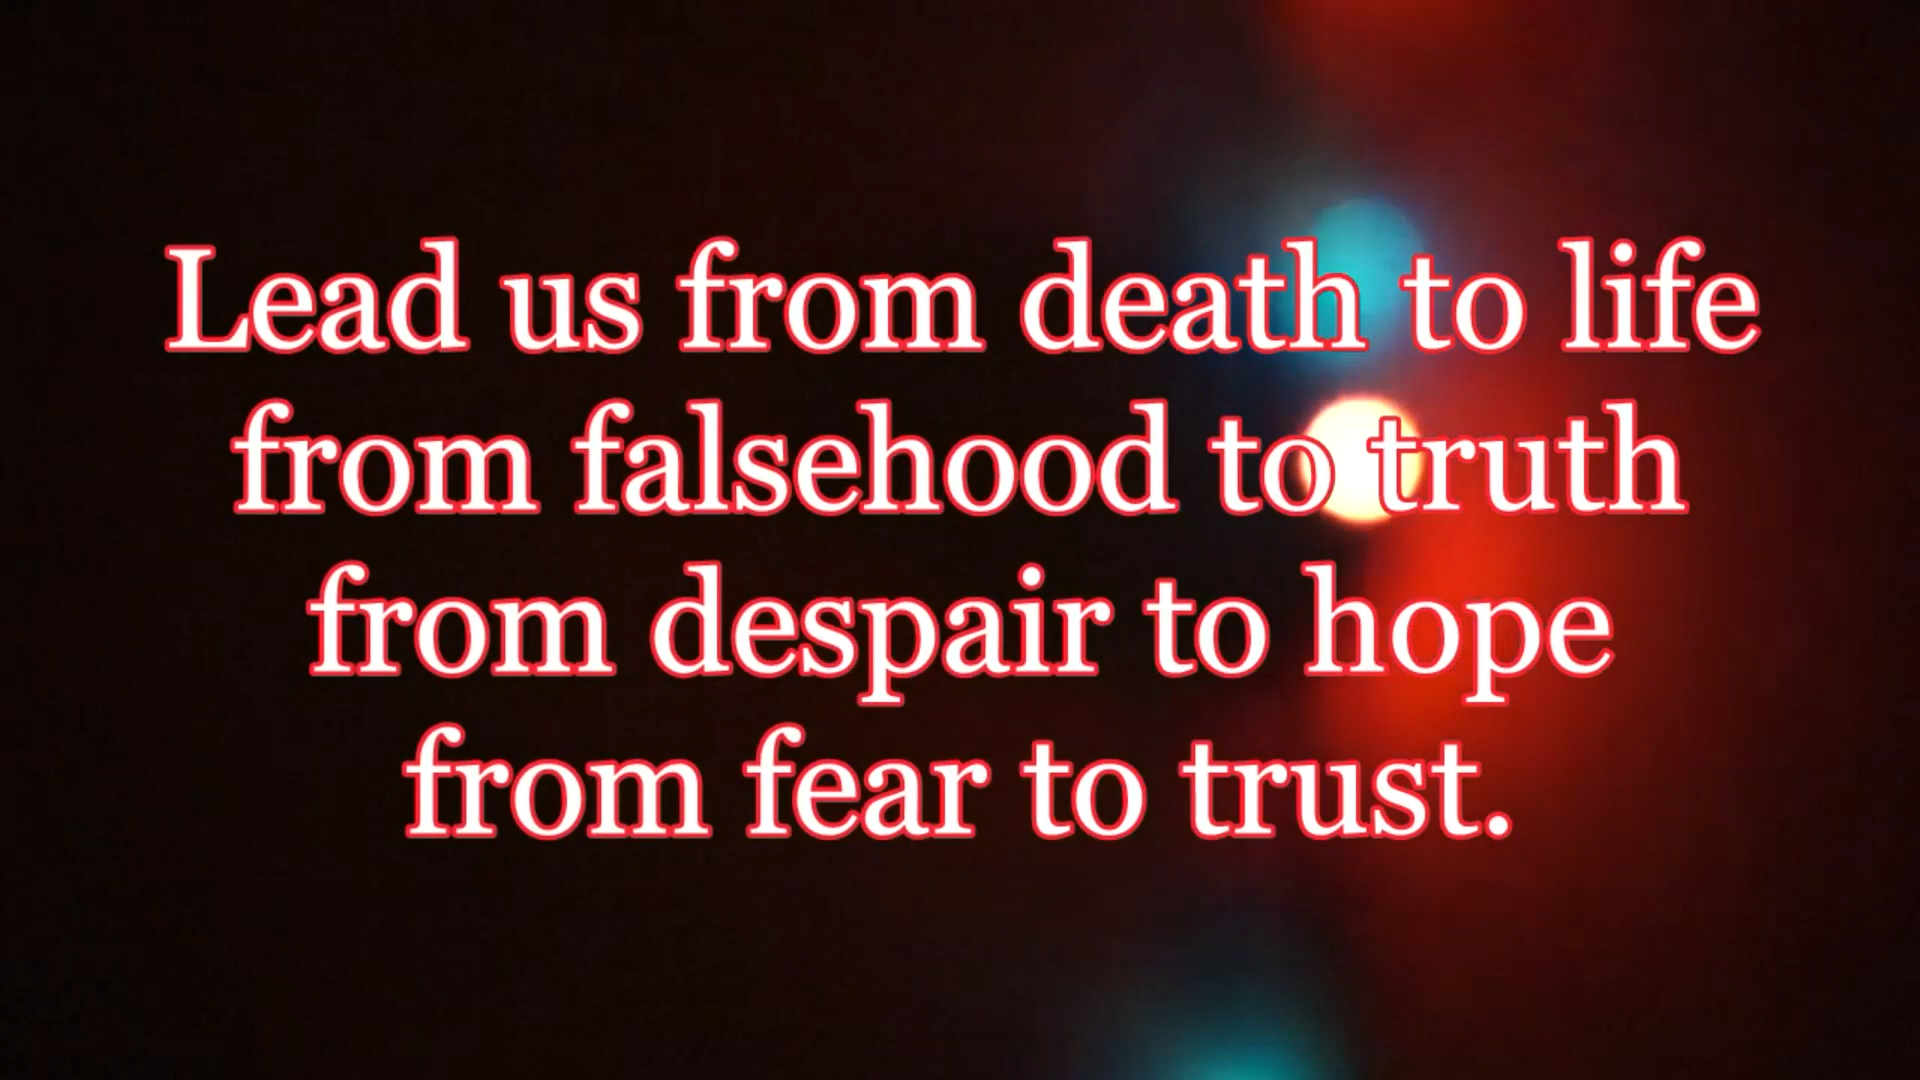 Lead us from death to life
from falsehood to truth
from despair to hope
from fear to trust.